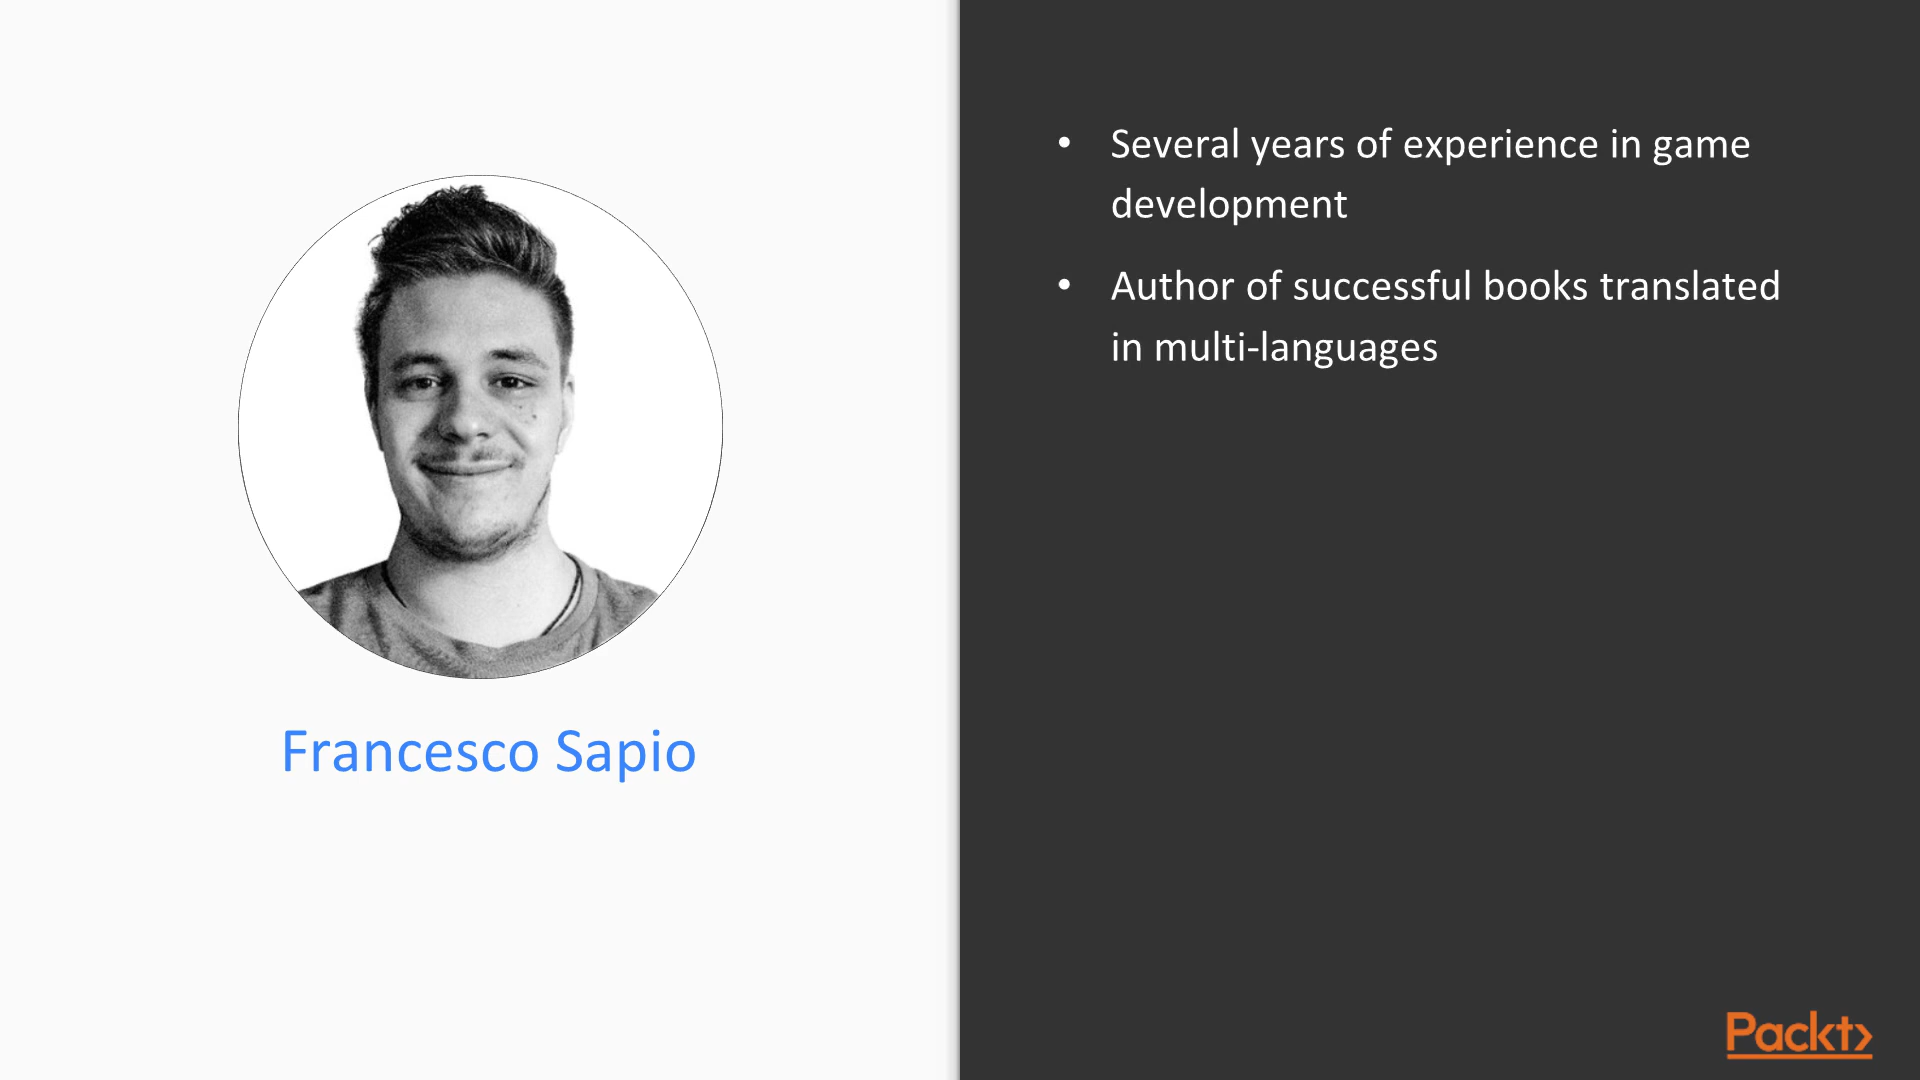 Francesco Sapio
• Several years of experience in game
development
• Author of successful books translated
in multi-languages
Packt>